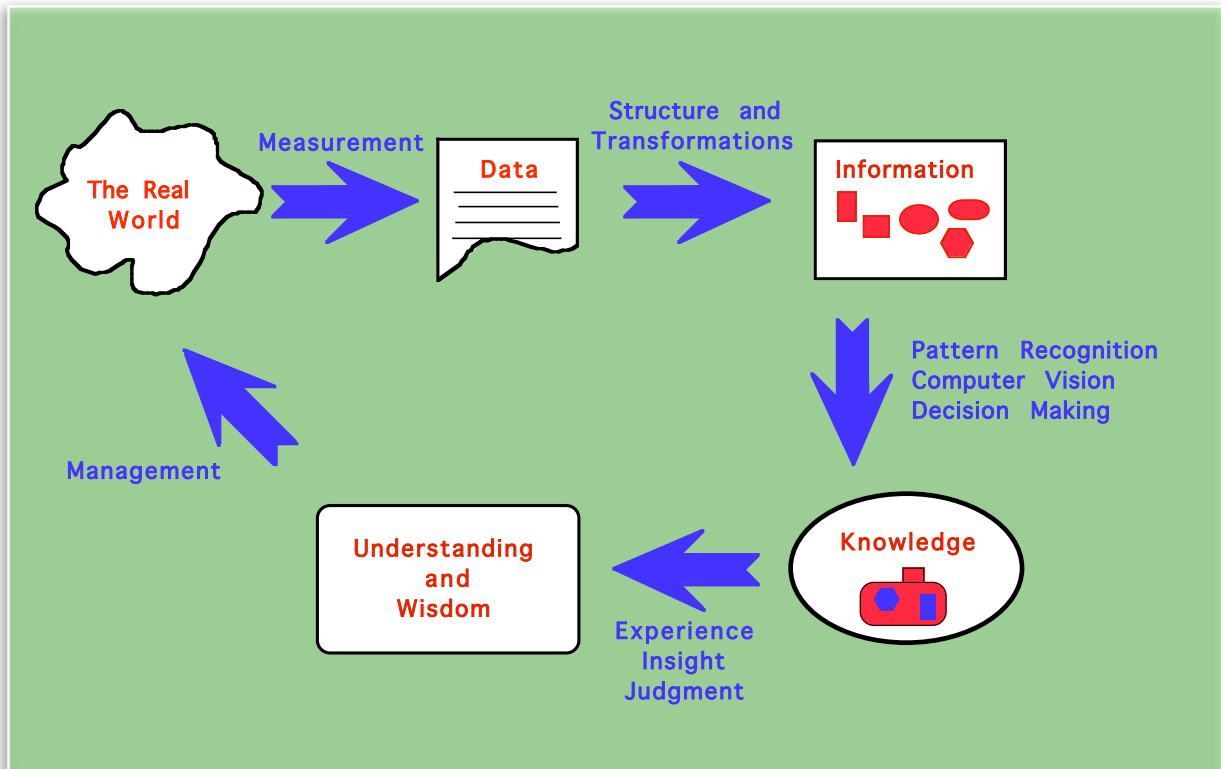 The Real
World
Measurement
Data
Structure and
Transformations
Information
Pattern Recognition
Computer Vision
Decision Making
Knowledge
Experience
Insight
Judgment
Understanding
and
Wisdom
Management